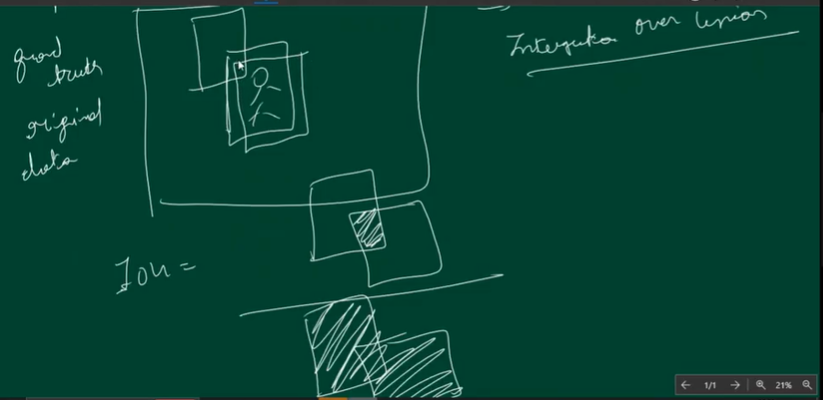 Intersection over Union
ground
truth
original
data
IOU =
1/1
21%